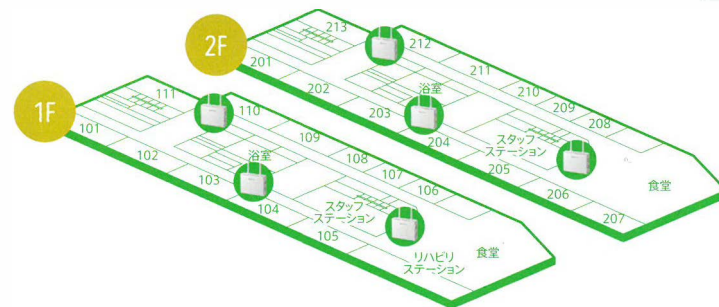 2F
213
212
211
210
209
208
201
202
203
浴室
204
スタッフ
ステーション
205
206
207
食堂
1F
111
110
109
108
107
106
101
102
103
浴室
104
スタッフ
ステーション
105
リハビリ
ステーション
食堂